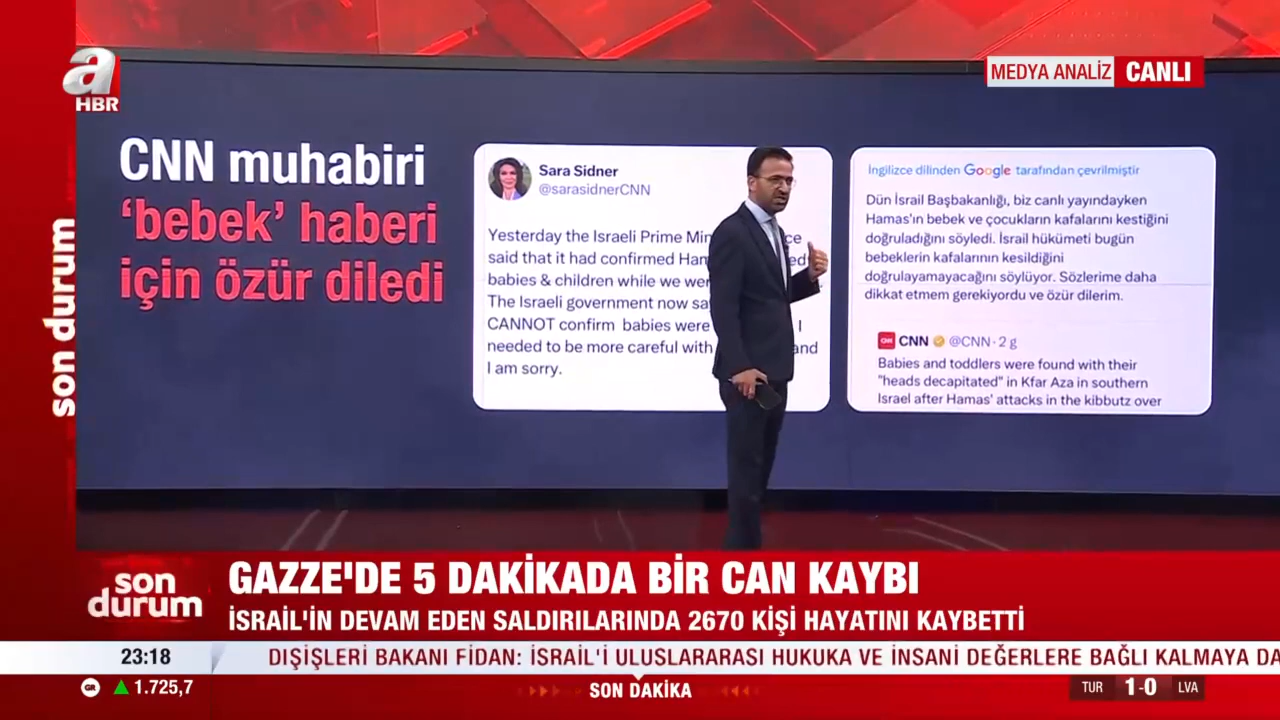 a
HBR
MEDYA ANALİZ CANLI
son durum
CNN muhabiri
‘bebek’ haberi
için özür diledi
Sara Sidner
@sarasidnerCNN
Yesterday the Israeli Prime Min ce
said that it had confirmed Ham ed
babies & children while we wer
The Israeli government now sa
CANNOT confirm babies were I
needed to be more careful with and
I am sorry.
İngilizce dilinden Google tarafından çevrilmiştir
Dün İsrail Başbakanlığı, biz canlı yayındayken
Hamas'ın bebek ve çocukların kafalarını kestiğini
doğruladığını söyledi. İsrail hükümeti bugün
bebeklerin kafalarının kesildiğini
doğrulayamayacağını söylüyor. Sözlerime daha
dikkat etmem gerekiyordu ve özür dilerim.
CNN @CNN · 2 g
Babies and toddlers were found with their
"heads decapitated" in Kfar Aza in southern
Israel after Hamas' attacks in the kibbutz over
son
durum
GAZZE'DE 5 DAKİKADA BİR CAN KAYBI
İSRAİL'İN DEVAM EDEN SALDIRILARINDA 2670 KİŞİ HAYATINI KAYBETTİ
23:18
DIŞİŞLERİ BAKANI FİDAN: İSRAİL'İ ULUSLARARASI HUKUKA VE İNSANİ DEĞERLERE BAĞLI KALMAYA DA
GR 1.725,7
SON DAKİKA
TUR 1-0 LVA